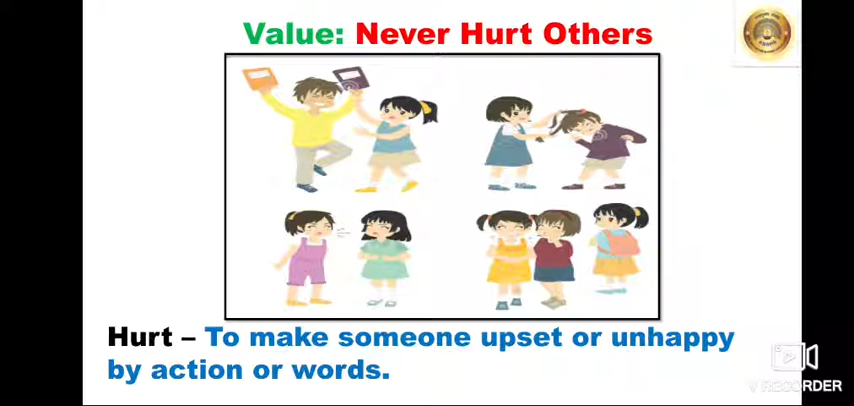 Value: Never Hurt Others
Hurt – To make someone upset or unhappy
by action or words.
V RECORDER